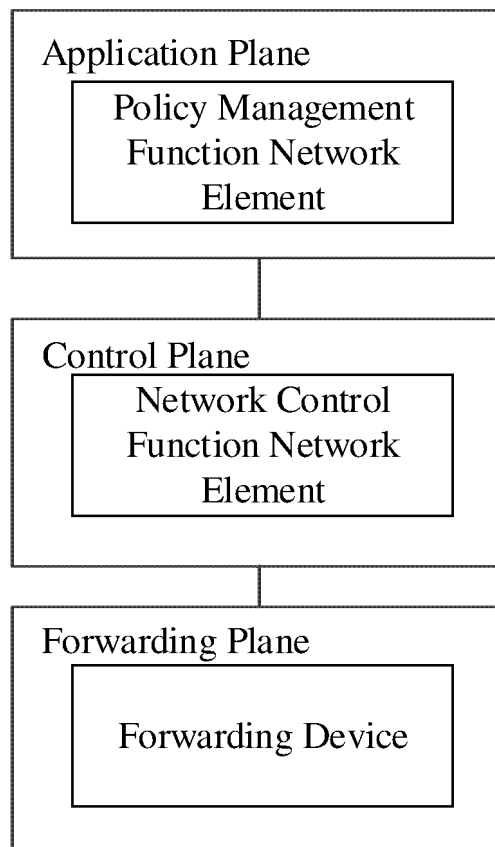 Application Plane
Policy Management
Function Network
Element
Control Plane
Network Control
Function Network
Element
Forwarding Plane
Forwarding Device